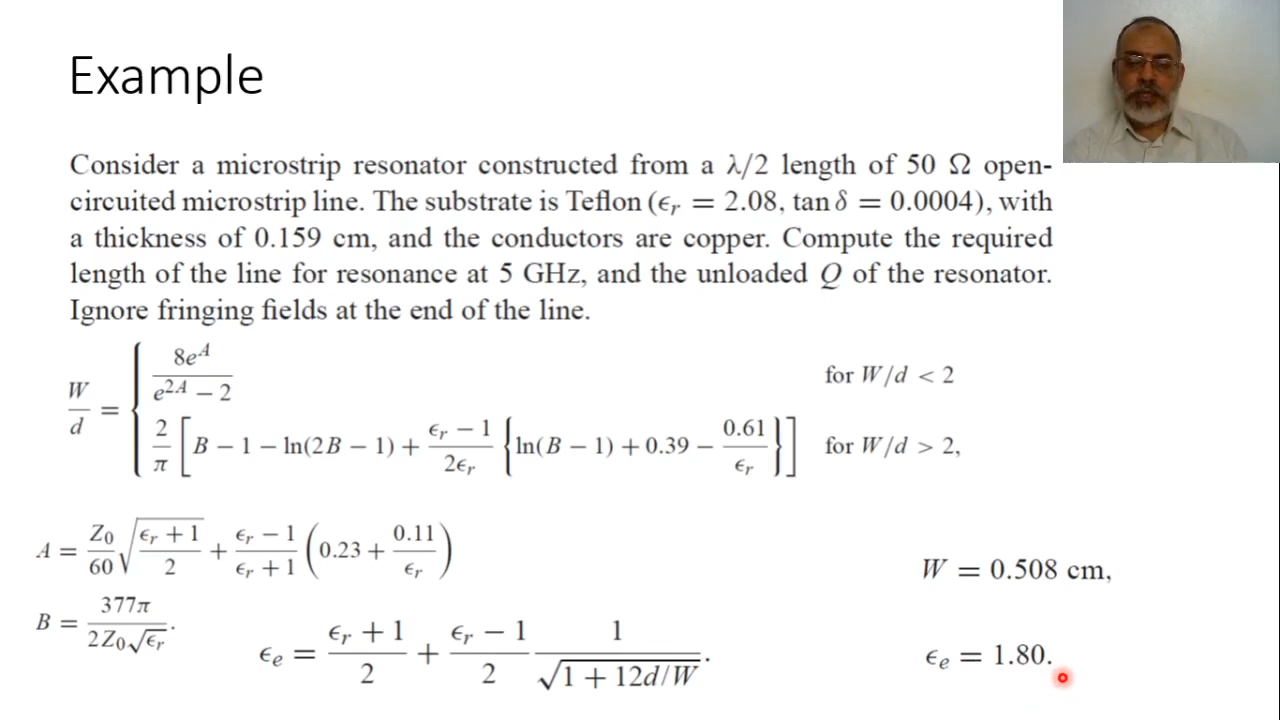 Example
Consider a microstrip resonator constructed from a λ/2 length of 50 Ω open-
circuited microstrip line. The substrate is Teflon (ϵr = 2.08, tan δ = 0.0004), with
a thickness of 0.159 cm, and the conductors are copper. Compute the required
length of the line for resonance at 5 GHz, and the unloaded Q of the resonator.
Ignore fringing fields at the end of the line.
W/d = { 8e^A / (e^2A − 2) for W/d < 2
2/π [B − 1 − ln(2B − 1) + (ϵr − 1)/(2ϵr) {ln(B − 1) + 0.39 − 0.61/ϵr}] for W/d > 2,
A = Z0/60 √((ϵr + 1)/2) + (ϵr − 1)/(ϵr + 1) (0.23 + 0.11/ϵr)
W = 0.508 cm,
B = 377π/(2Z0√ϵr).
ϵe = (ϵr + 1)/2 + (ϵr − 1)/2 1/√(1 + 12d/W).
ϵe = 1.80.